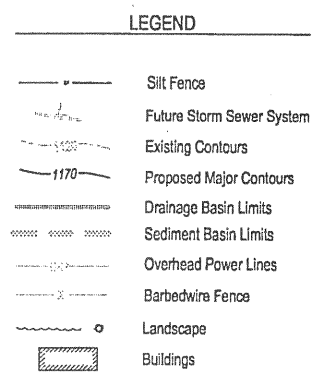 LEGEND
Silt Fence
Future Storm Sewer System
Existing Contours
1170 Proposed Major Contours
Drainage Basin Limits
Sediment Basin Limits
Overhead Power Lines
Barbedwire Fence
Landscape
Buildings